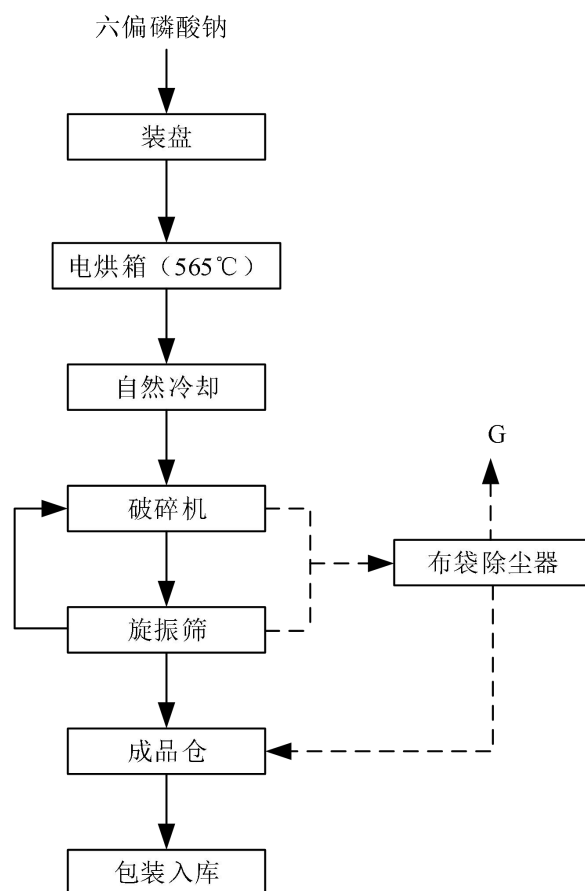 六偏磷酸钠
装盘
电烘箱（565℃）
自然冷却
G
破碎机
布袋除尘器
旋振筛
成品仓
包装入库